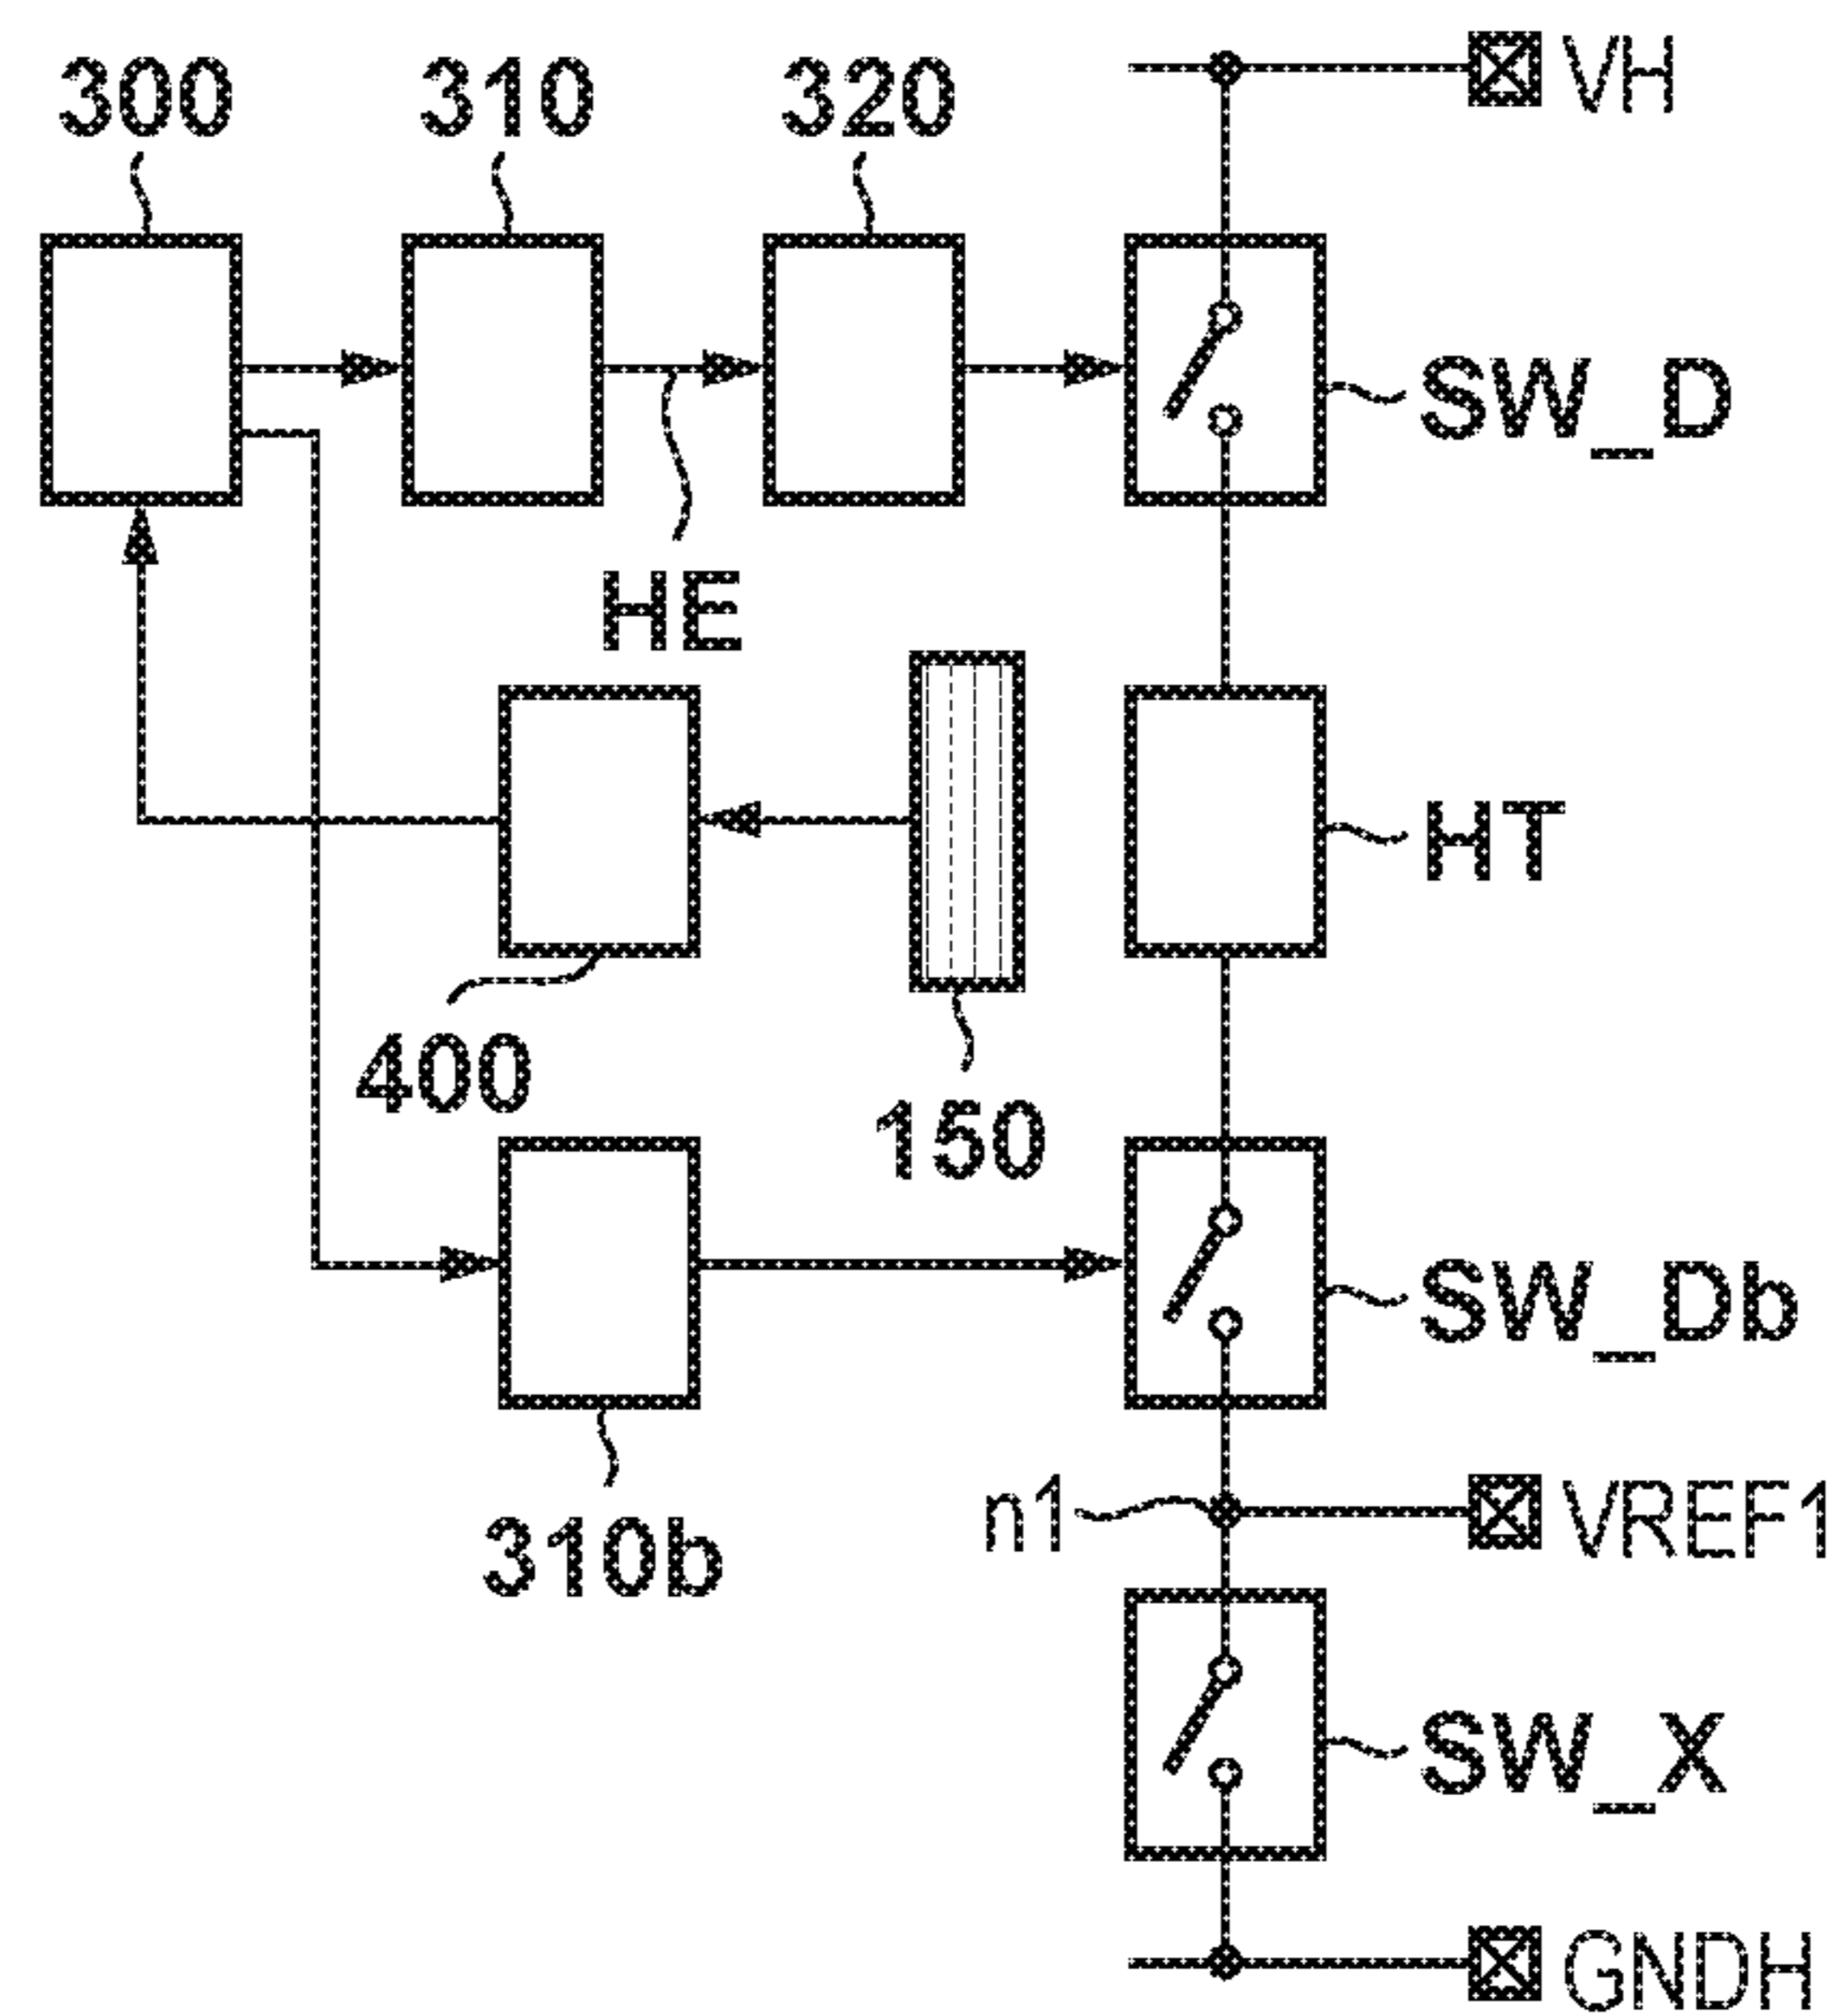 300
310
320
VH
SW_D
HE
HT
400
150
SW_Db
310b
n1
VREF1
SW_X
GNDH